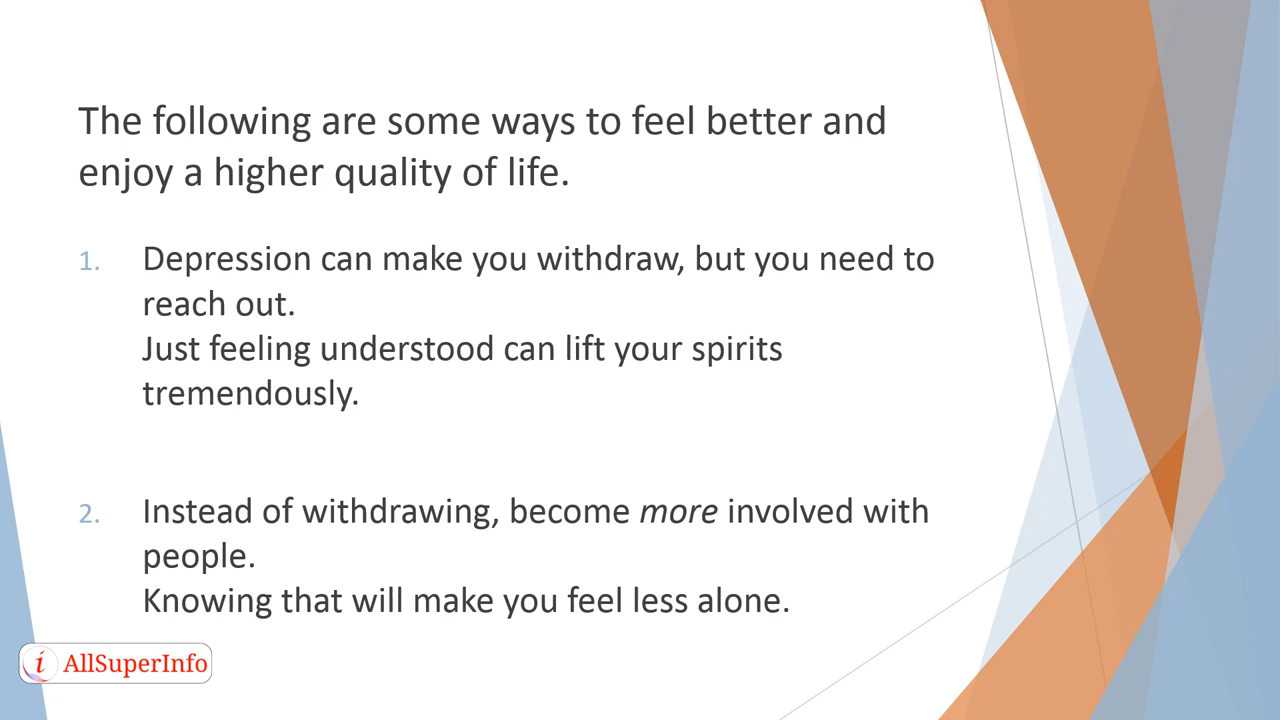 The following are some ways to feel better and
enjoy a higher quality of life.
1. Depression can make you withdraw, but you need to
reach out.
Just feeling understood can lift your spirits
tremendously.
2. Instead of withdrawing, become more involved with
people.
Knowing that will make you feel less alone.
i AllSuperInfo